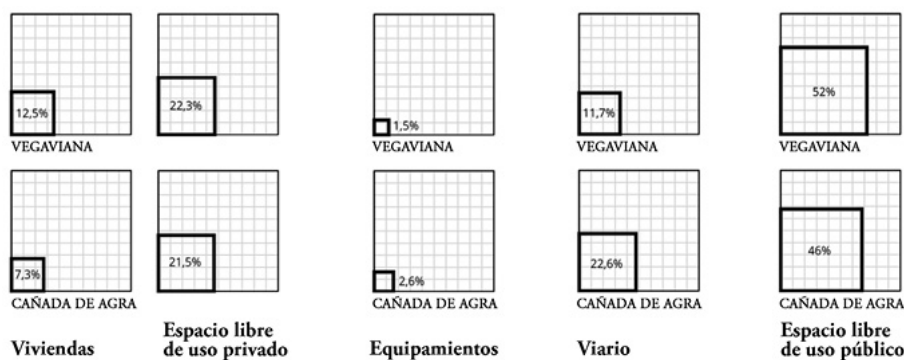 12,5%
22,3%
1,5%
11,7%
52%
VEGAVIANA
VEGAVIANA
VEGAVIANA
VEGAVIANA
7,3%
21,5%
2,6%
22,6%
46%
CAÑADA DE AGRA
CAÑADA DE AGRA
CAÑADA DE AGRA
CAÑADA DE AGRA
Viviendas
Espacio libre
de uso privado
Equipamientos
Viario
Espacio libre
de uso público